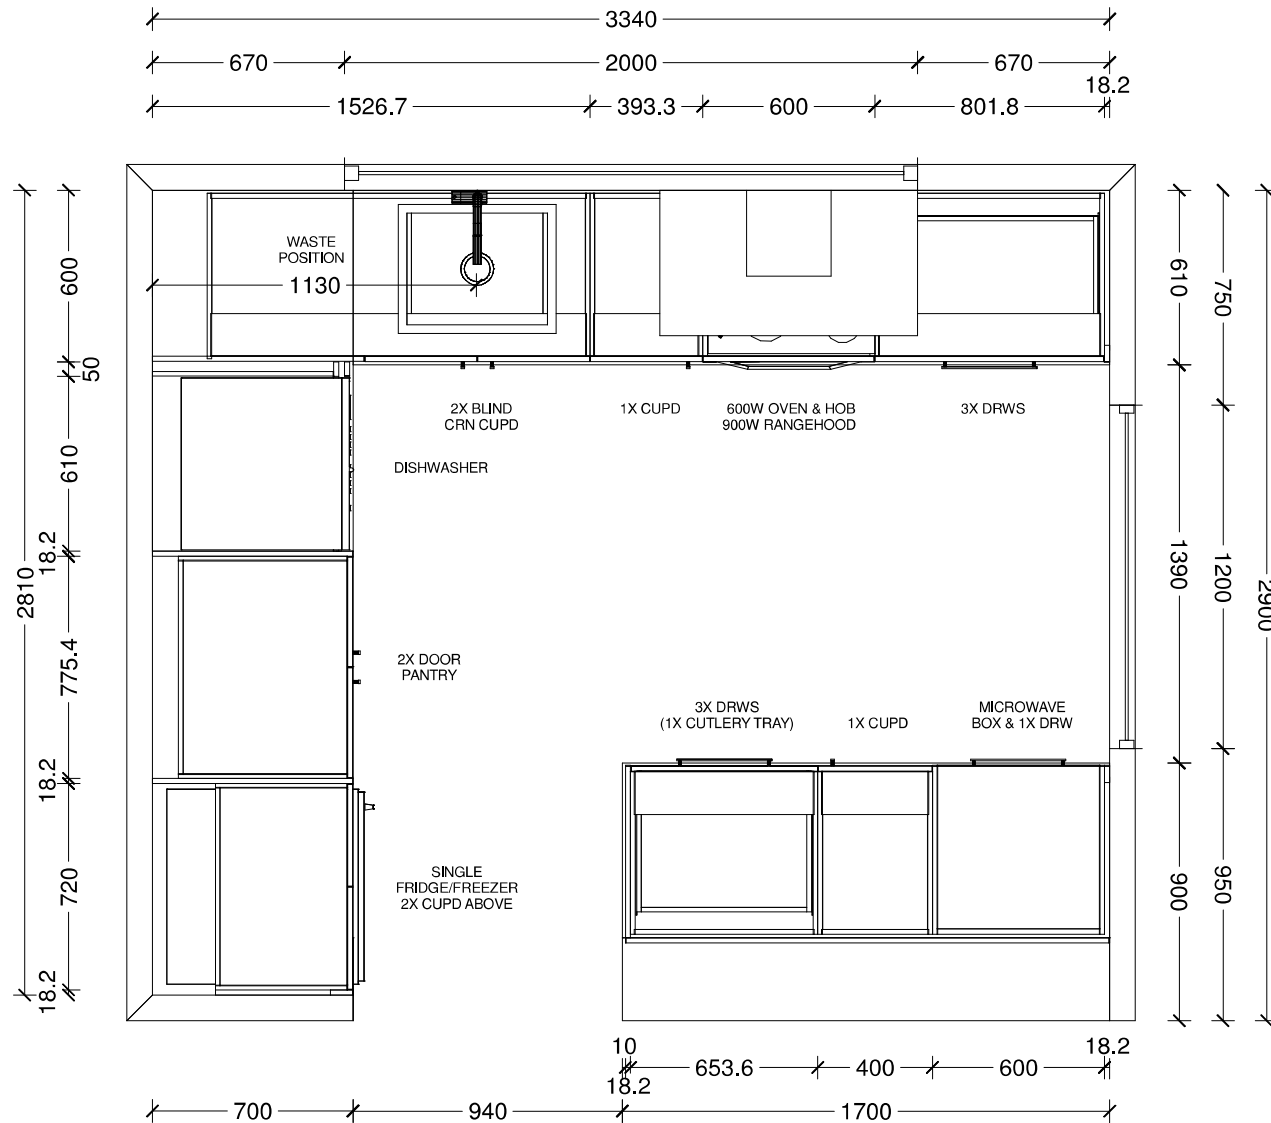 3340
670 2000 670
18.2
1526.7 393.3 600 801.8
WASTE
POSITION
1130
600
50
610
18.2
2810
775.4
18.2
720
18.2
610
750
1390
1200
2900
900
950
2X BLIND
CRN CUPD
1X CUPD
600W OVEN & HOB
900W RANGEHOOD
3X DRWS
DISHWASHER
2X DOOR
PANTRY
3X DRWS
(1X CUTLERY TRAY)
1X CUPD
MICROWAVE
BOX & 1X DRW
SINGLE
FRIDGE/FREEZER
2X CUPD ABOVE
10 18.2
653.6 400 600
18.2
700 940 1700